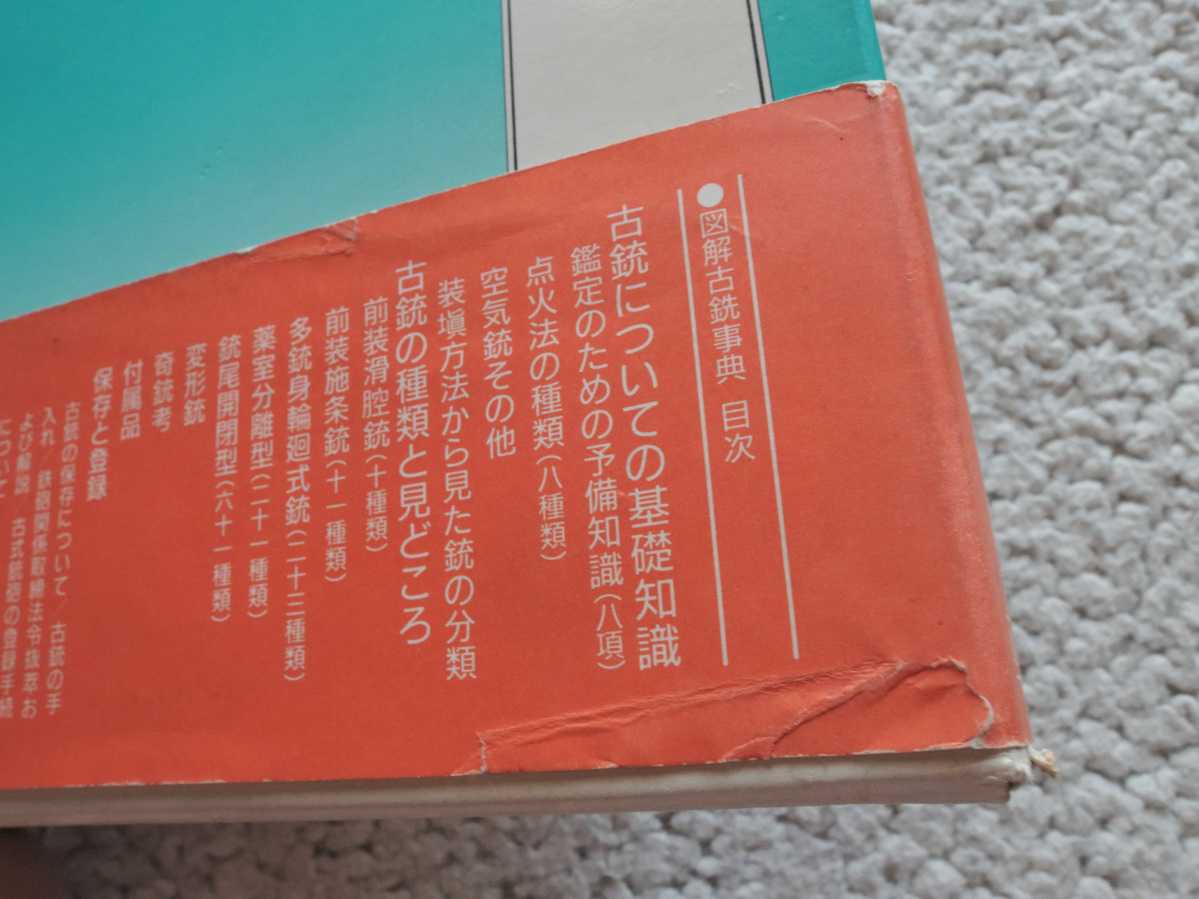 ●図解古銃事典 目次
古銃についての基礎知識
鑑定のための予備知識(八項)
点火法の種類(八種類)
空気銃その他
装塡方法から見た銃の分類
古銃の種類と見どころ
前装滑腔銃(十種類)
前装施条銃(十一種類)
多銃身輪廻式銃(二十三種類)
薬室分離型(二十一種類)
銃尾開閉型(六十一種類)
変形銃
奇銃考
付属品
保存と登録
古銃の保存について/古銃の手
入れ/鉄砲関係取締法令抜萃お
よび解説/古式銃砲の登録手続
について